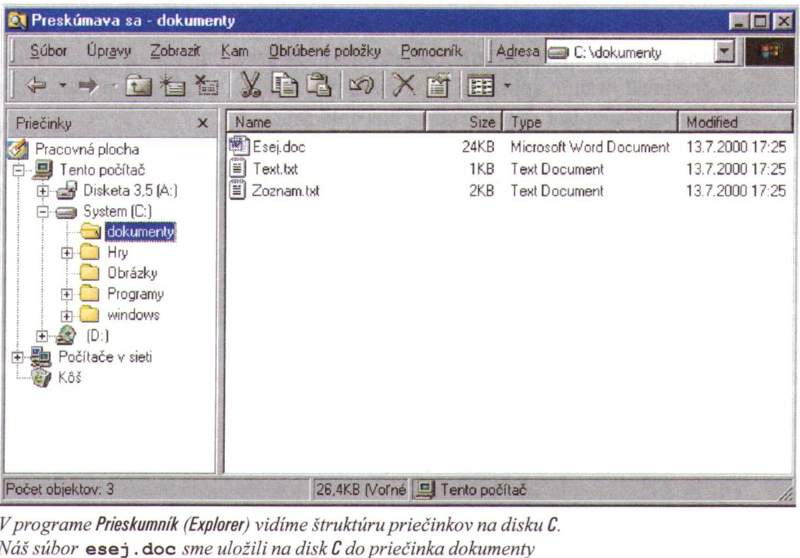 Preskúmava sa - dokumenty
Súbor Úpravy Zobraziť Kam Obľúbené položky Pomocník Adresa C:\dokumenty
Priečinky x
Name Size Type Modified
Pracovná plocha
Tento počítač
Disketa 3,5 (A:)
System (C:)
dokumenty
Hry
Obrázky
Programy
windows
(D:)
Počítače v sieti
Kôš
Esej.doc 24KB Microsoft Word Document 13.7.2000 17:25
Text.txt 1KB Text Document 13.7.2000 17:25
Zoznam.txt 2KB Text Document 13.7.2000 17:25
Počet objektov: 3 26,4KB (Voľné Tento počítač
V programe Prieskumník (Explorer) vidíme štruktúru priečinkov na disku C.
Náš súbor esej.doc sme uložili na disk C do priečinka dokumenty